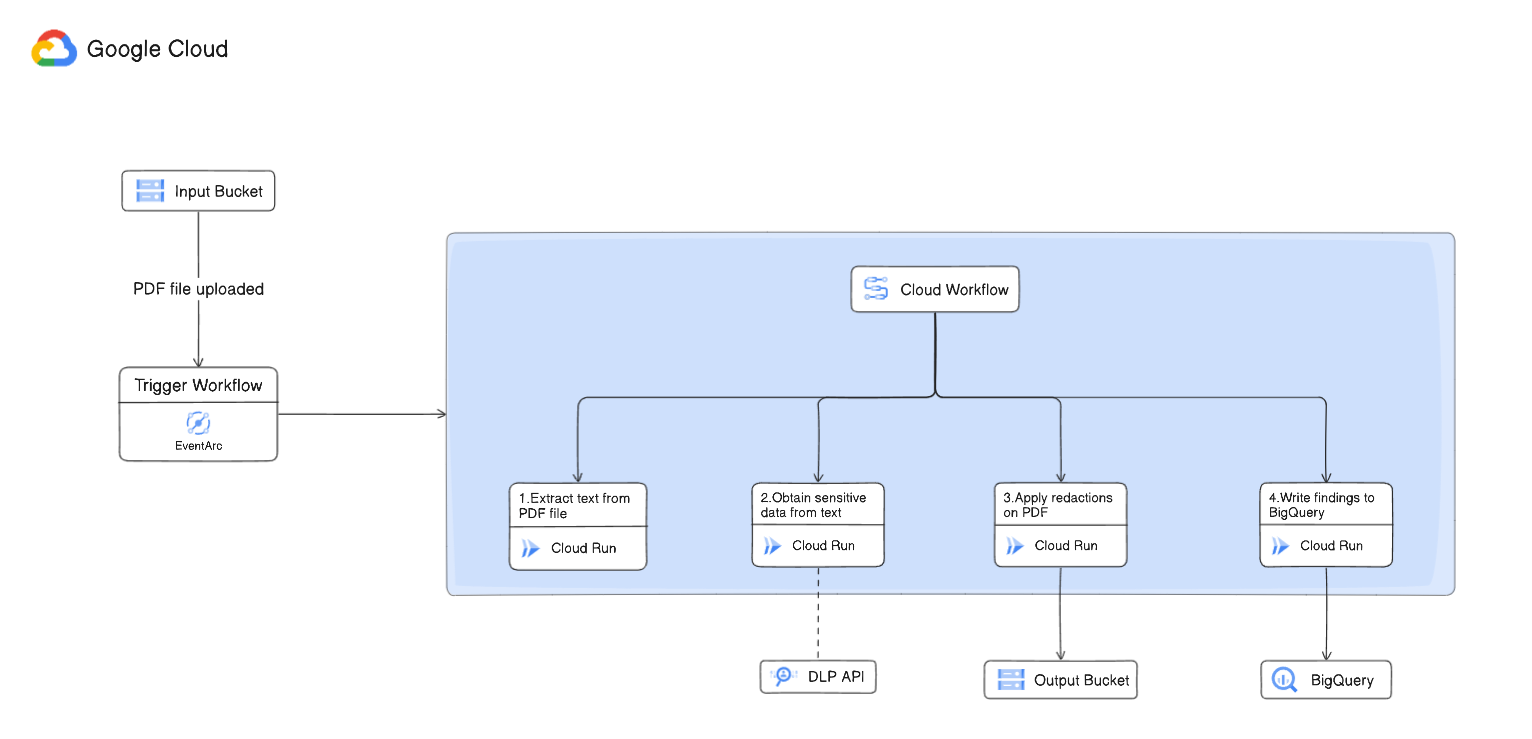 Google Cloud
Input Bucket
PDF file uploaded
Trigger Workflow
EventArc
Cloud Workflow
1.Extract text from
PDF file
Cloud Run
2.Obtain sensitive
data from text
Cloud Run
3.Apply redactions
on PDF
Cloud Run
4.Write findings to
BigQuery
Cloud Run
DLP API
Output Bucket
BigQuery